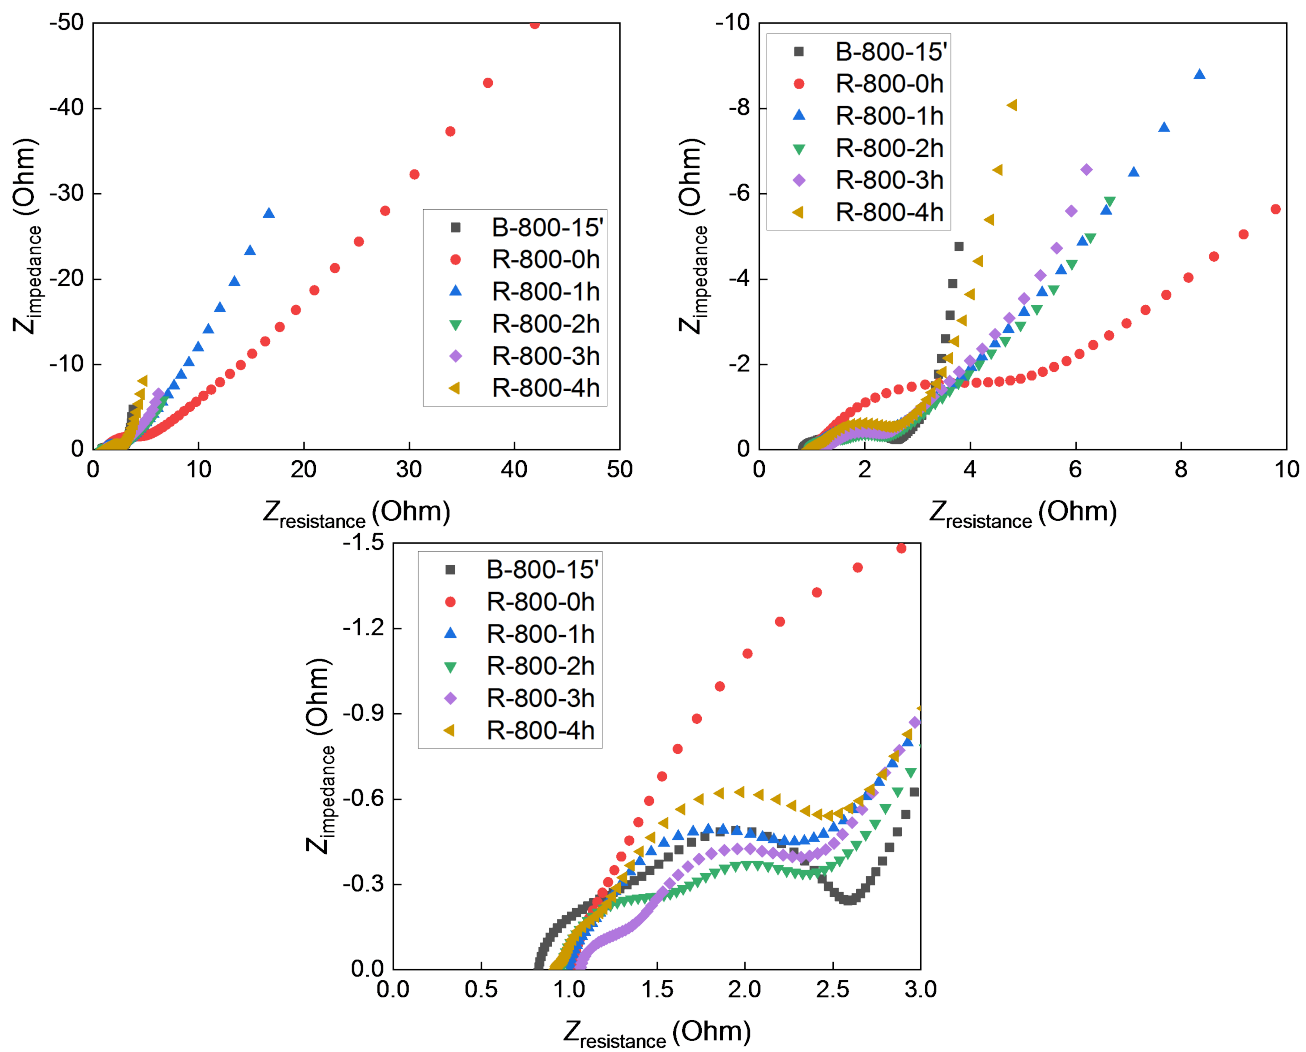 -50
-40
-30
-20
-10
0
Zimpedance (Ohm)
B-800-15'
R-800-0h
R-800-1h
R-800-2h
R-800-3h
R-800-4h
0 10 20 30 40 50
Zresistance (Ohm)
-10
-8
-6
-4
-2
0
Zimpedance (Ohm)
B-800-15'
R-800-0h
R-800-1h
R-800-2h
R-800-3h
R-800-4h
0 2 4 6 8 10
Zresistance (Ohm)
-1.5
-1.2
-0.9
-0.6
-0.3
0.0
Zimpedance (Ohm)
B-800-15'
R-800-0h
R-800-1h
R-800-2h
R-800-3h
R-800-4h
0.0 0.5 1.0 1.5 2.0 2.5 3.0
Zresistance (Ohm)